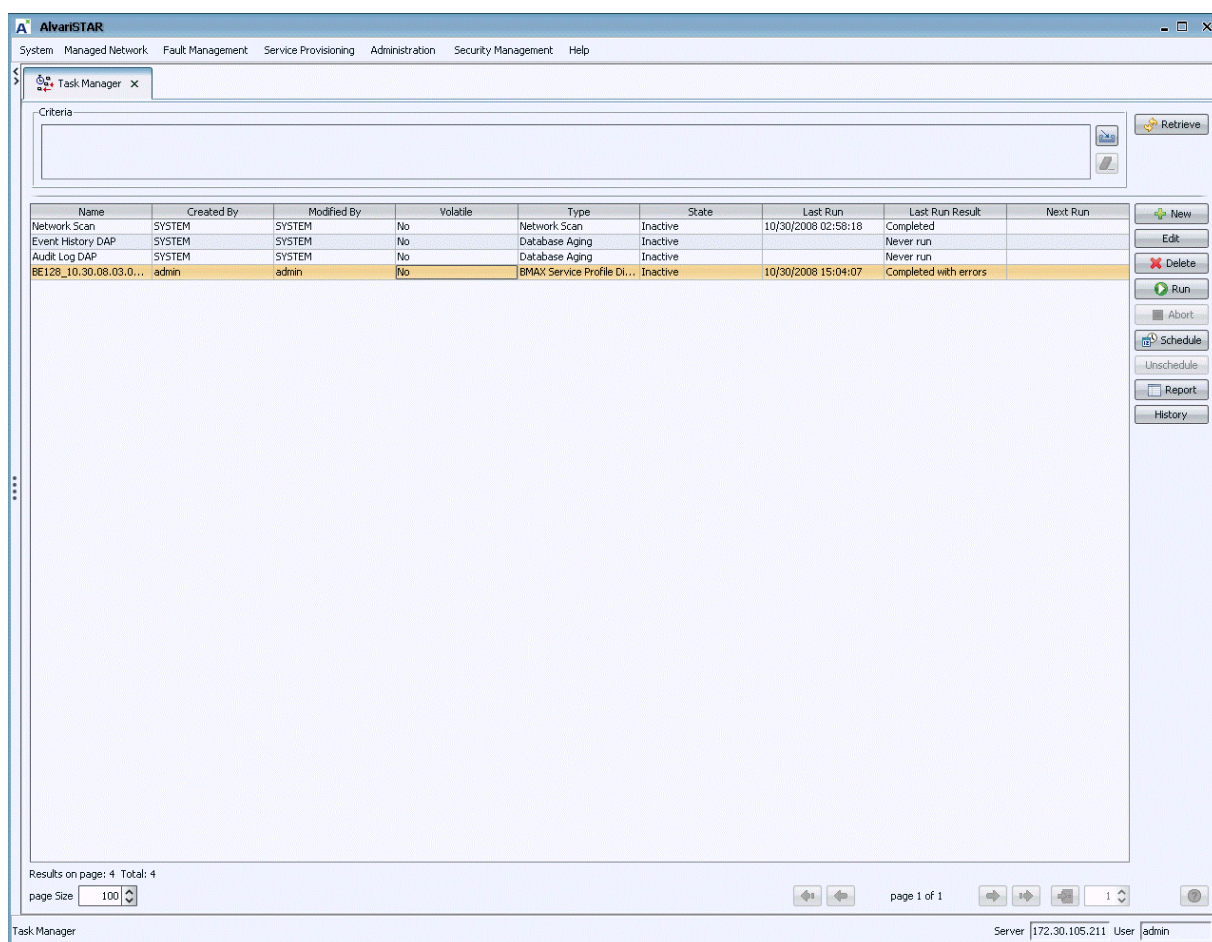 AlvariSTAR
System Managed Network Fault Management Service Provisioning Administration Security Management Help
Task Manager
Criteria
Retrieve
Name Created By Modified By Volatile Type State Last Run Last Run Result Next Run
Network Scan SYSTEM SYSTEM No Network Scan Inactive 10/30/2008 02:58:18 Completed
Event History DAP SYSTEM SYSTEM No Database Aging Inactive Never run
Audit Log DAP SYSTEM SYSTEM No Database Aging Inactive Never run
BE128_10.30.08.03.0... admin admin No BMAX Service Profile Di... Inactive 10/30/2008 15:04:07 Completed with errors
New
Edit
Delete
Run
Abort
Schedule
Unschedule
Report
History
Results on page: 4 Total: 4
page Size 100
page 1 of 1
1
Task Manager
Server 172.30.105.211 User admin